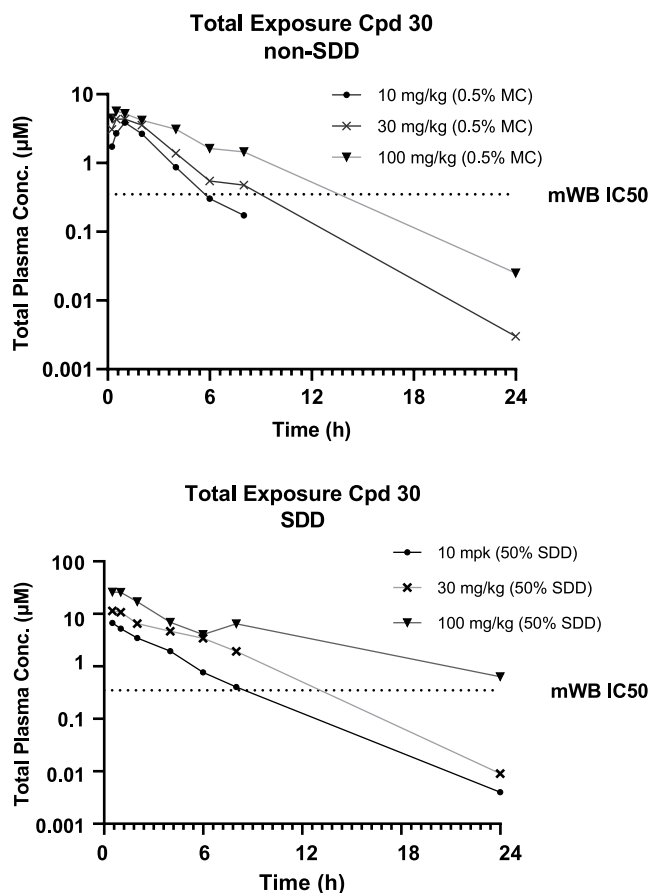 Total Exposure Cpd 30
non-SDD
Total Plasma Conc. (µM)
10
1
0.1
0.01
0.001
10 mg/kg (0.5% MC)
30 mg/kg (0.5% MC)
100 mg/kg (0.5% MC)
mWB IC50
0 6 12 18 24
Time (h)
Total Exposure Cpd 30
SDD
Total Plasma Conc. (µM)
100
10
1
0.1
0.01
0.001
10 mpk (50% SDD)
30 mg/kg (50% SDD)
100 mg/kg (50% SDD)
mWB IC50
0 6 12 18 24
Time (h)